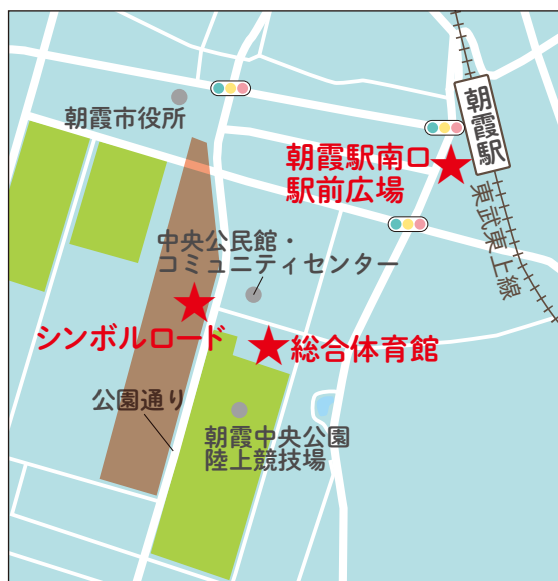 朝霞市役所
朝霞駅
朝霞駅南口
駅前広場
東武東上線
中央公民館・
コミュニティセンター
シンボルロード
総合体育館
公園通り
朝霞中央公園
陸上競技場